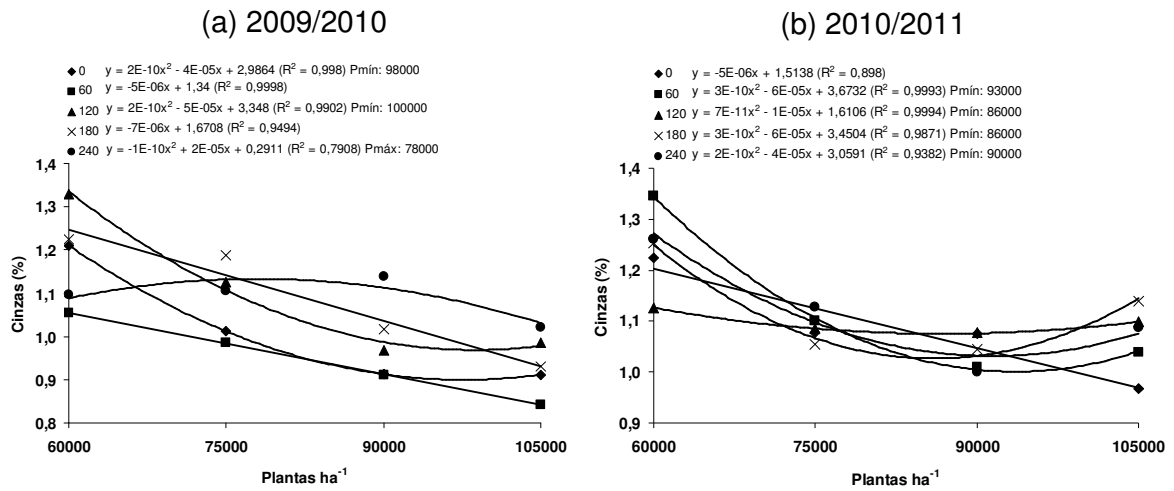 (a) 2009/2010
0 y = 2E-10x² - 4E-05x + 2,9864 (R² = 0,998) Pmín: 98000
60 y = -5E-06x + 1,34 (R² = 0,9998)
120 y = 2E-10x² - 5E-05x + 3,348 (R² = 0,9902) Pmín: 100000
180 y = -7E-06x + 1,6708 (R² = 0,9494)
240 y = -1E-10x² + 2E-05x + 0,2911 (R² = 0,7908) Pmáx: 78000
1,4
1,3
1,2
1,1
1,0
0,9
0,8
Cinzas (%)
60000 75000 90000 105000
Plantas ha⁻¹
(b) 2010/2011
0 y = -5E-06x + 1,5138 (R² = 0,898)
60 y = 3E-10x² - 6E-05x + 3,6732 (R² = 0,9993) Pmín: 93000
120 y = 7E-11x² - 1E-05x + 1,6106 (R² = 0,9994) Pmín: 86000
180 y = 3E-10x² - 6E-05x + 3,4504 (R² = 0,9871) Pmín: 86000
240 y = 2E-10x² - 4E-05x + 3,0591 (R² = 0,9382) Pmín: 90000
1,4
1,3
1,2
1,1
1,0
0,9
Cinzas (%)
60000 75000 90000 105000
Plantas ha⁻¹